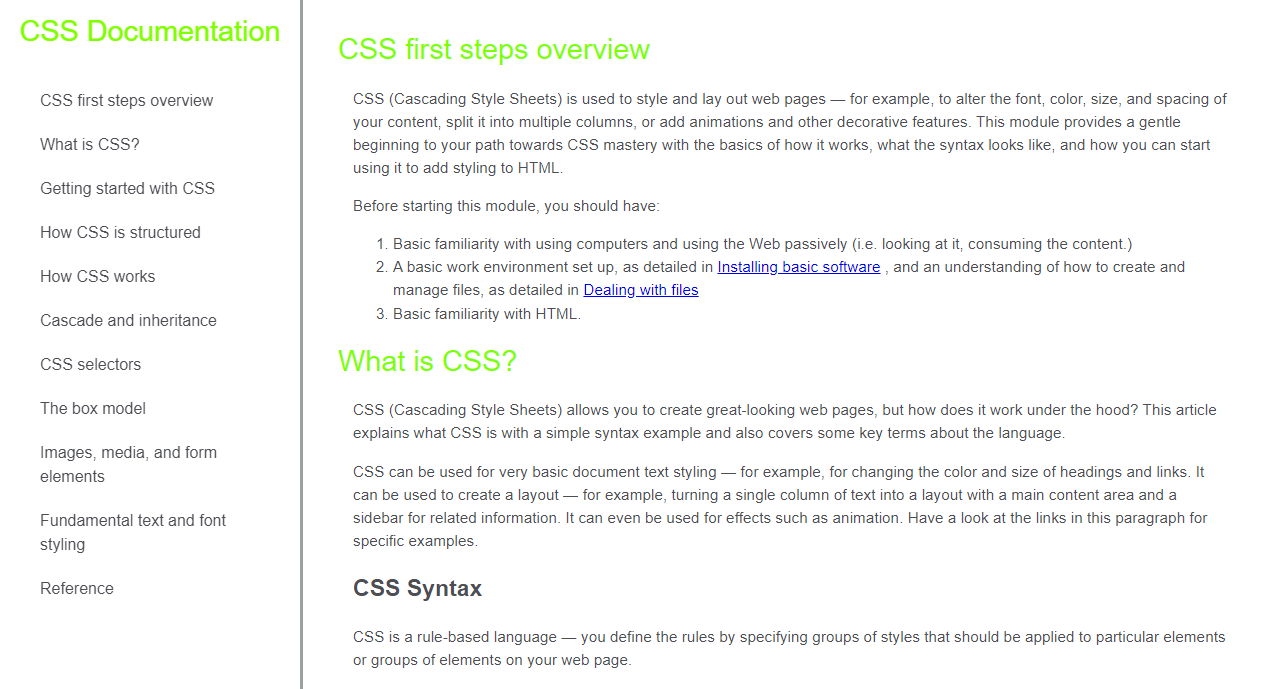 CSS Documentation
CSS first steps overview
What is CSS?
Getting started with CSS
How CSS is structured
How CSS works
Cascade and inheritance
CSS selectors
The box model
Images, media, and form
elements
Fundamental text and font
styling
Reference
CSS first steps overview
CSS (Cascading Style Sheets) is used to style and lay out web pages — for example, to alter the font, color, size, and spacing of
your content, split it into multiple columns, or add animations and other decorative features. This module provides a gentle
beginning to your path towards CSS mastery with the basics of how it works, what the syntax looks like, and how you can start
using it to add styling to HTML.
Before starting this module, you should have:
1. Basic familiarity with using computers and using the Web passively (i.e. looking at it, consuming the content.)
2. A basic work environment set up, as detailed in Installing basic software , and an understanding of how to create and
manage files, as detailed in Dealing with files
3. Basic familiarity with HTML.
What is CSS?
CSS (Cascading Style Sheets) allows you to create great-looking web pages, but how does it work under the hood? This article
explains what CSS is with a simple syntax example and also covers some key terms about the language.
CSS can be used for very basic document text styling — for example, for changing the color and size of headings and links. It
can be used to create a layout — for example, turning a single column of text into a layout with a main content area and a
sidebar for related information. It can even be used for effects such as animation. Have a look at the links in this paragraph for
specific examples.
CSS Syntax
CSS is a rule-based language — you define the rules by specifying groups of styles that should be applied to particular elements
or groups of elements on your web page.